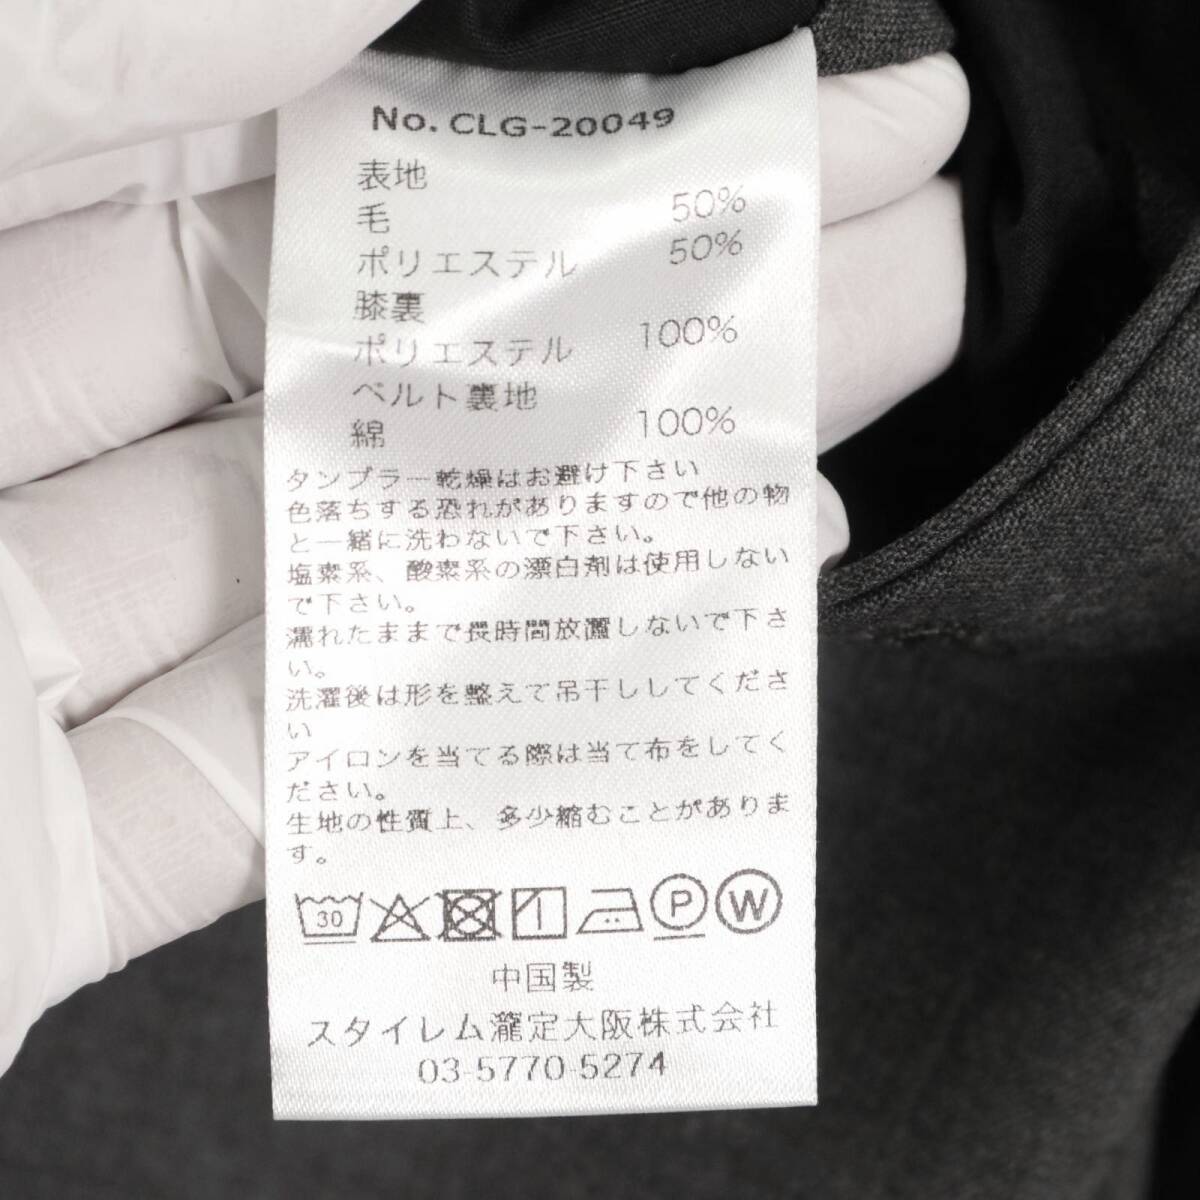 No. CLG-20049
表地
毛 50%
ポリエステル 50%
膝裏
ポリエステル 100%
ベルト裏地
綿 100%
タンブラー乾燥はお避け下さい
色落ちする恐れがありますので他の物
と一緒に洗わないで下さい。
塩素系、酸素系の漂白剤は使用しない
で下さい。
濡れたままで長時間放置しないで下さ
い。
洗濯後は形を整えて吊干ししてくださ
い
アイロンを当てる際は当て布をしてく
ださい。
生地の性質上、多少縮むことがありま
す。
30 P W
中国製
スタイレム瀧定大阪株式会社
03-5770-5274